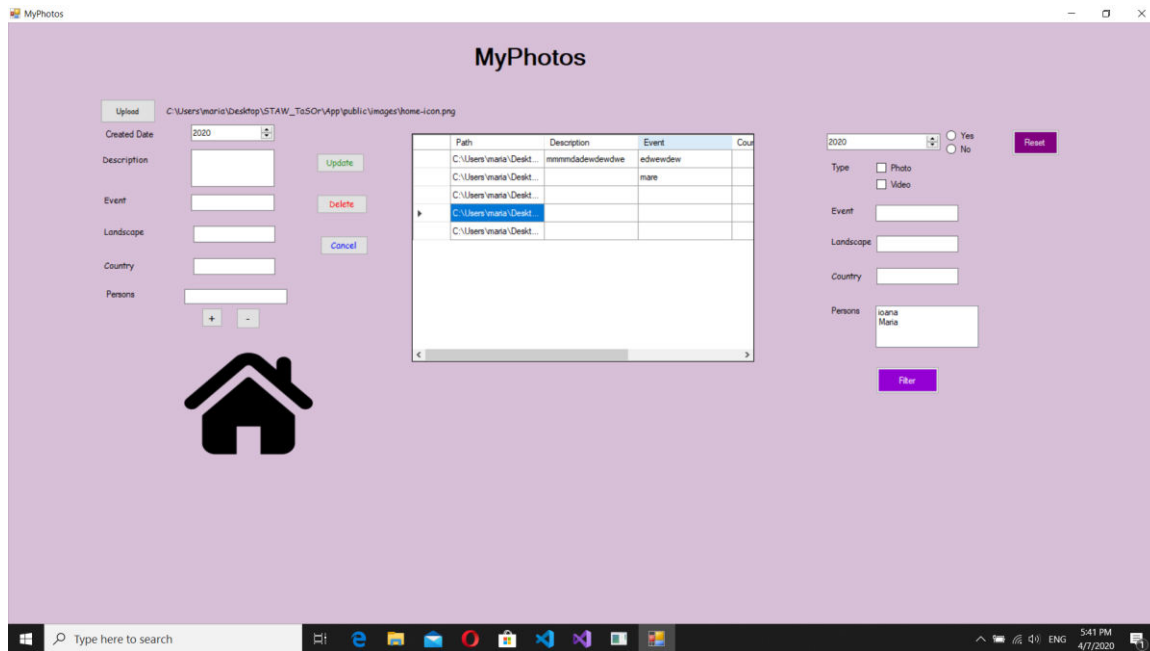 MyPhotos
MyPhotos
Upload C:\Users\maria\Desktop\STAW_TaSOr\App\public\images\home-icon.png
Created Date 2020
Description
Event
Landscape
Country
Persons
+ -
Update
Delete
Cancel
Path Description Event Cour
C:\Users\maria\Deskt... mmmmdadewdewdwe edwewdew
C:\Users\maria\Deskt... mare
C:\Users\maria\Deskt...
C:\Users\maria\Deskt...
C:\Users\maria\Deskt...
2020 Yes
No
Reset
Type Photo
Video
Event
Landscape
Country
Persons ioana
Maria
Filter
Type here to search
ENG 5:41 PM
4/7/2020